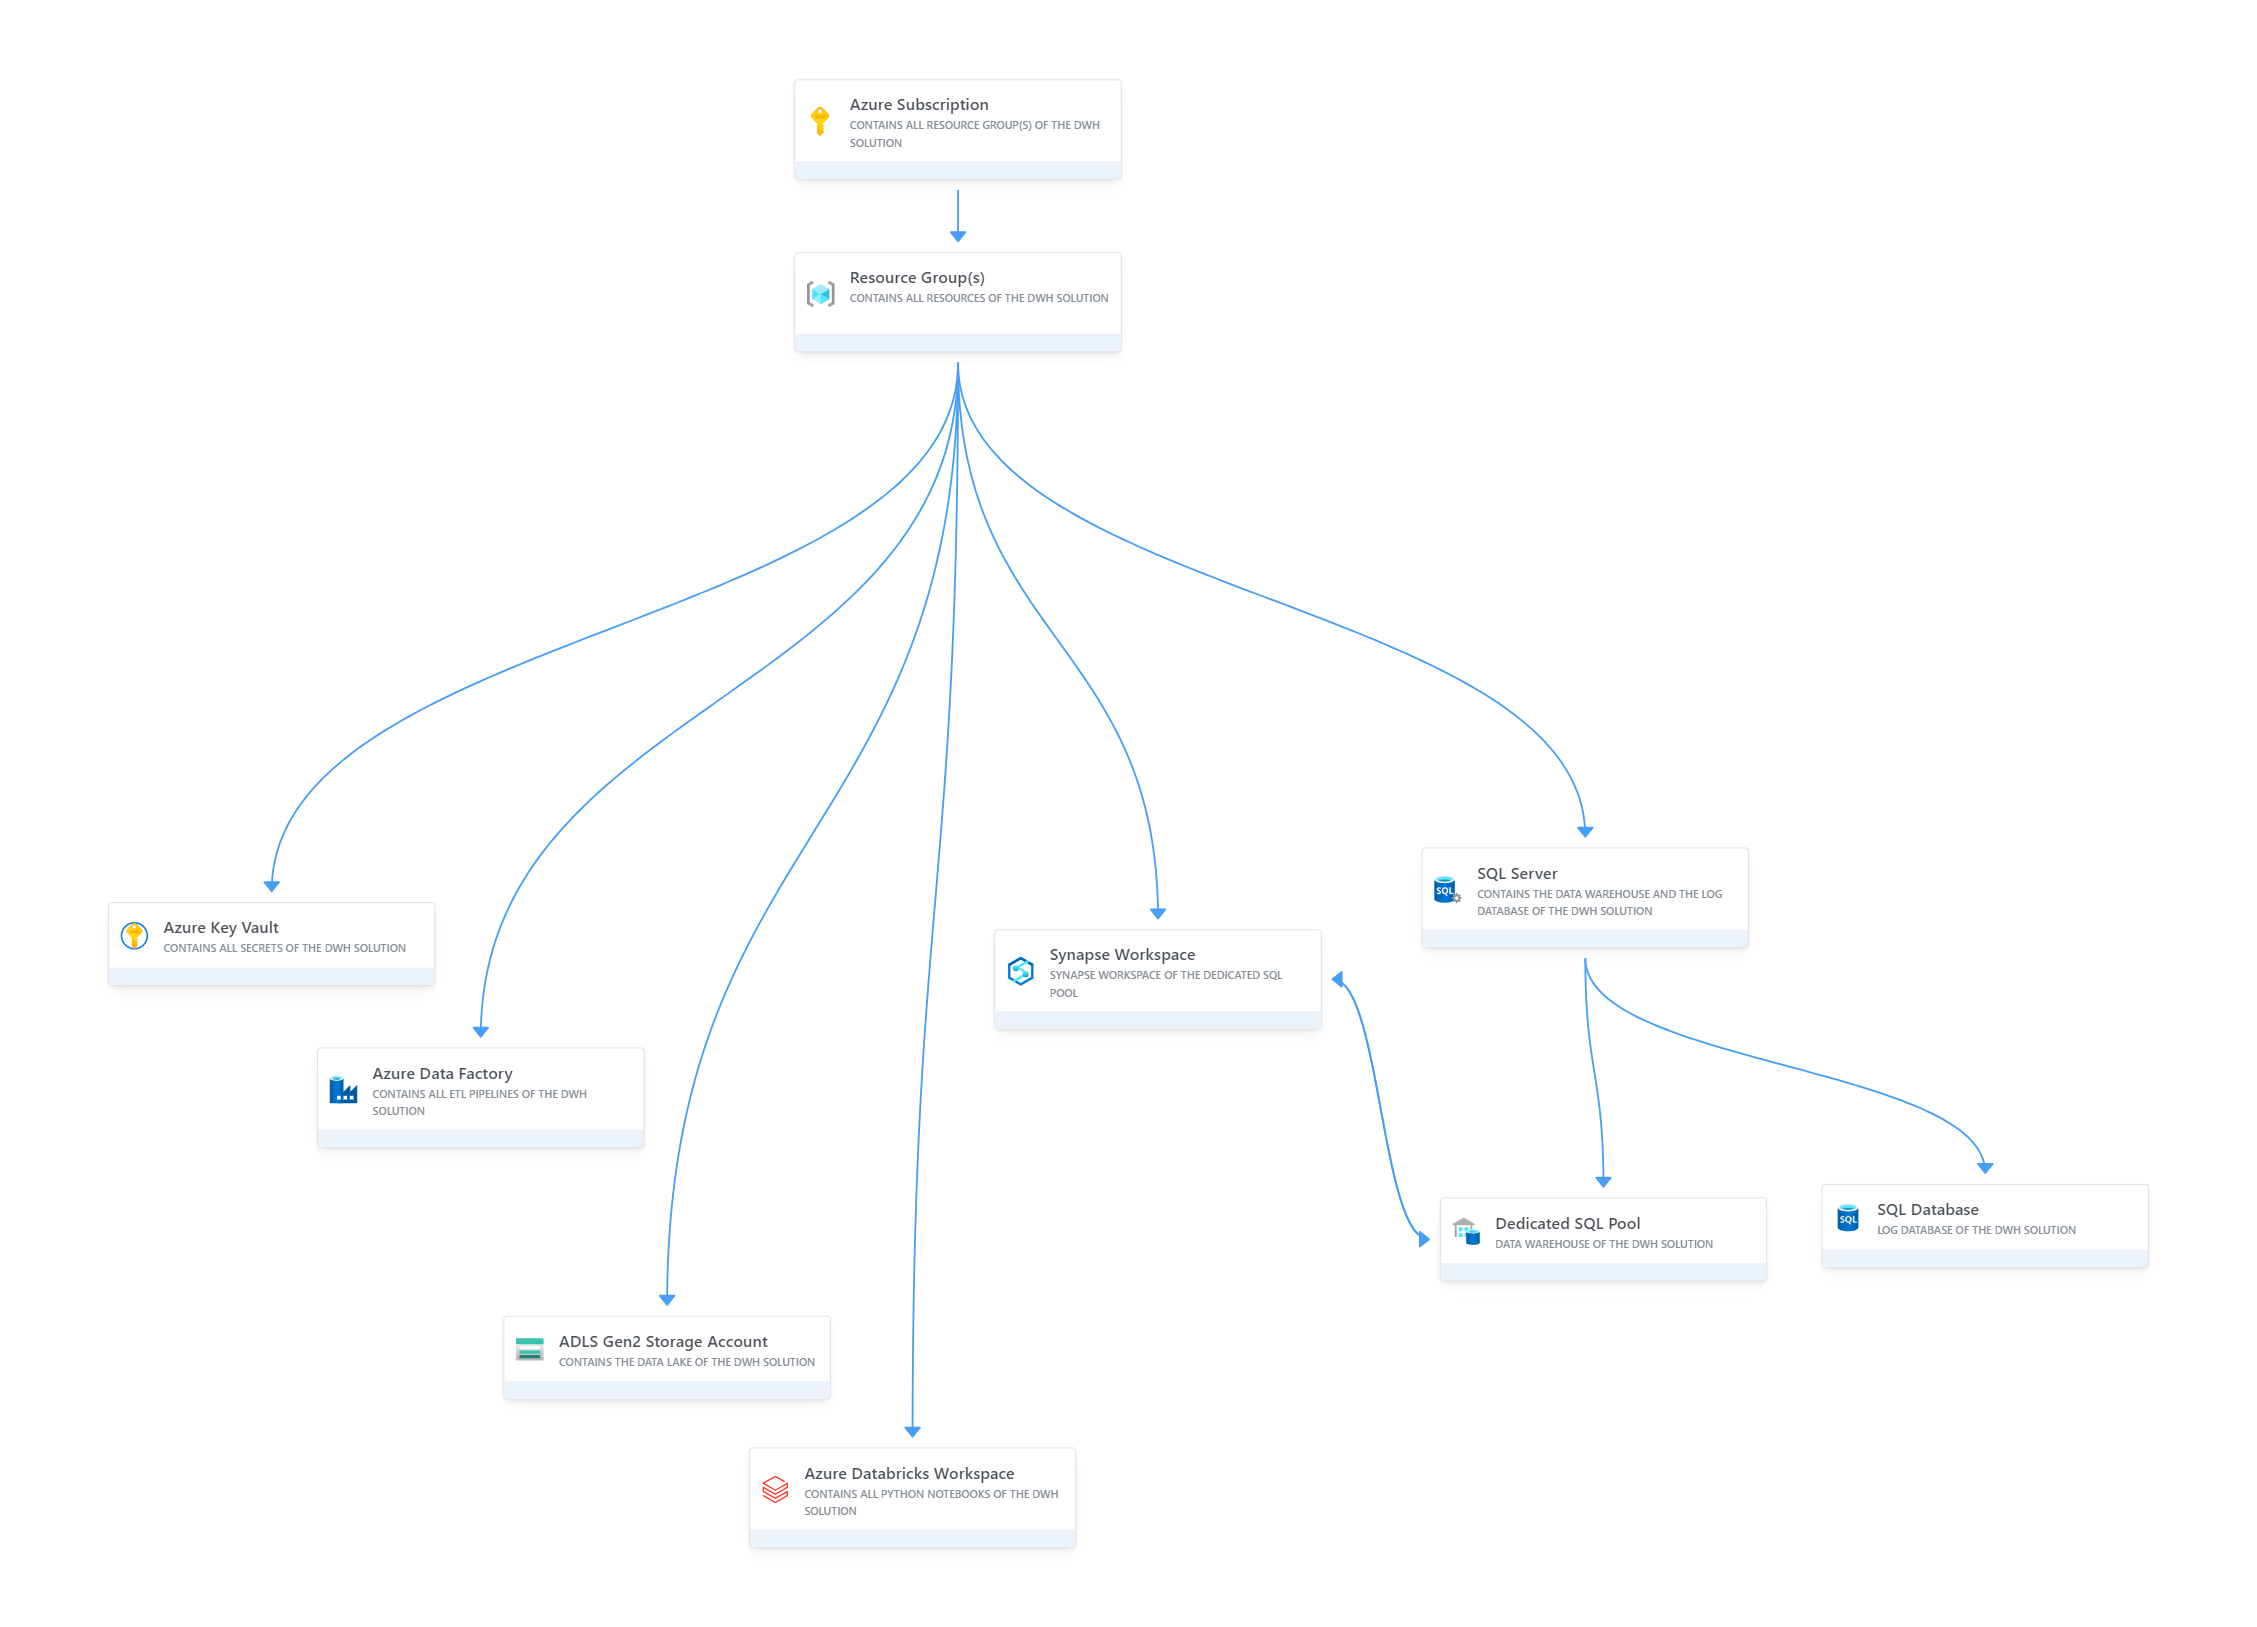 Azure Subscription
CONTAINS ALL RESOURCE GROUP(S) OF THE DWH
SOLUTION
Resource Group(s)
CONTAINS ALL RESOURCES OF THE DWH SOLUTION
SQL Server
CONTAINS THE DATA WAREHOUSE AND THE LOG
DATABASE OF THE DWH SOLUTION
SQL
Azure Key Vault
CONTAINS ALL SECRETS OF THE DWH SOLUTION
Synapse Workspace
SYNAPSE WORKSPACE OF THE DEDICATED SQL
POOL
Azure Data Factory
CONTAINS ALL ETL PIPELINES OF THE DWH
SOLUTION
Dedicated SQL Pool
DATA WAREHOUSE OF THE DWH SOLUTION
SQL Database
SQL
LOG DATABASE OF THE DWH SOLUTION
ADLS Gen2 Storage Account
CONTAINS THE DATA LAKE OF THE DWH SOLUTION
Azure Databricks Workspace
CONTAINS ALL PYTHON NOTEBOOKS OF THE DWH
SOLUTION